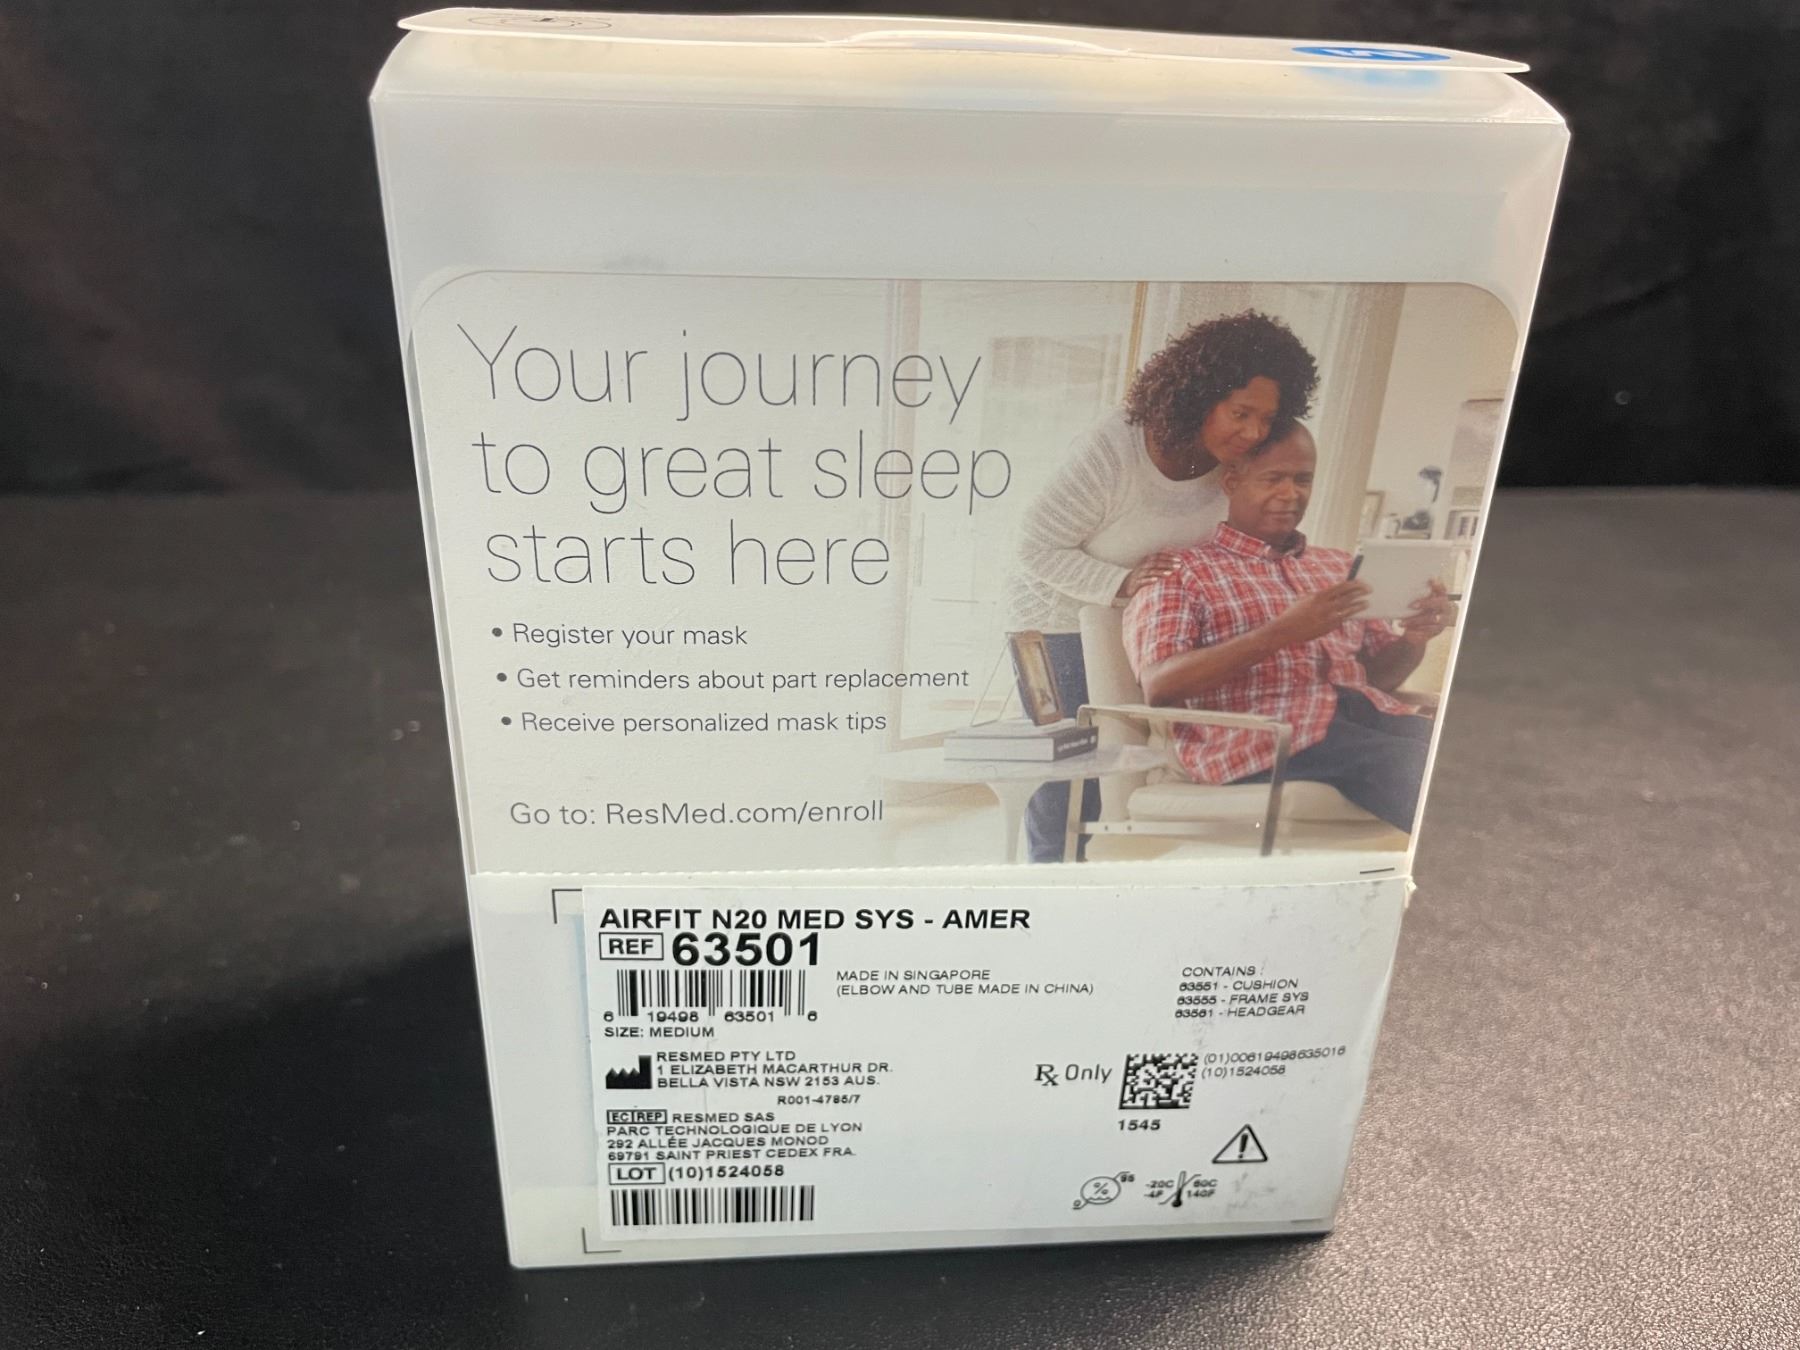 Your journey
to great sleep
starts here
• Register your mask
• Get reminders about part replacement
• Receive personalized mask tips
Go to: ResMed.com/enroll
AIRFIT N20 MED SYS - AMER
REF 63501
6 19498 63501 6
SIZE: MEDIUM
MADE IN SINGAPORE
(ELBOW AND TUBE MADE IN CHINA)
CONTAINS :
63551 - CUSHION
63555 - FRAME SYS
63561 - HEADGEAR
RESMED PTY LTD
1 ELIZABETH MACARTHUR DR.
BELLA VISTA NSW 2153 AUS.
R001-4785/7
EC REP RESMED SAS
PARC TECHNOLOGIQUE DE LYON
292 ALLÉE JACQUES MONOD
69791 SAINT PRIEST CEDEX FRA.
LOT (10)1524058
Rx Only
(01)00619498635016
(10)1524058
1545
% 95
-20C 60C
-4F 140F